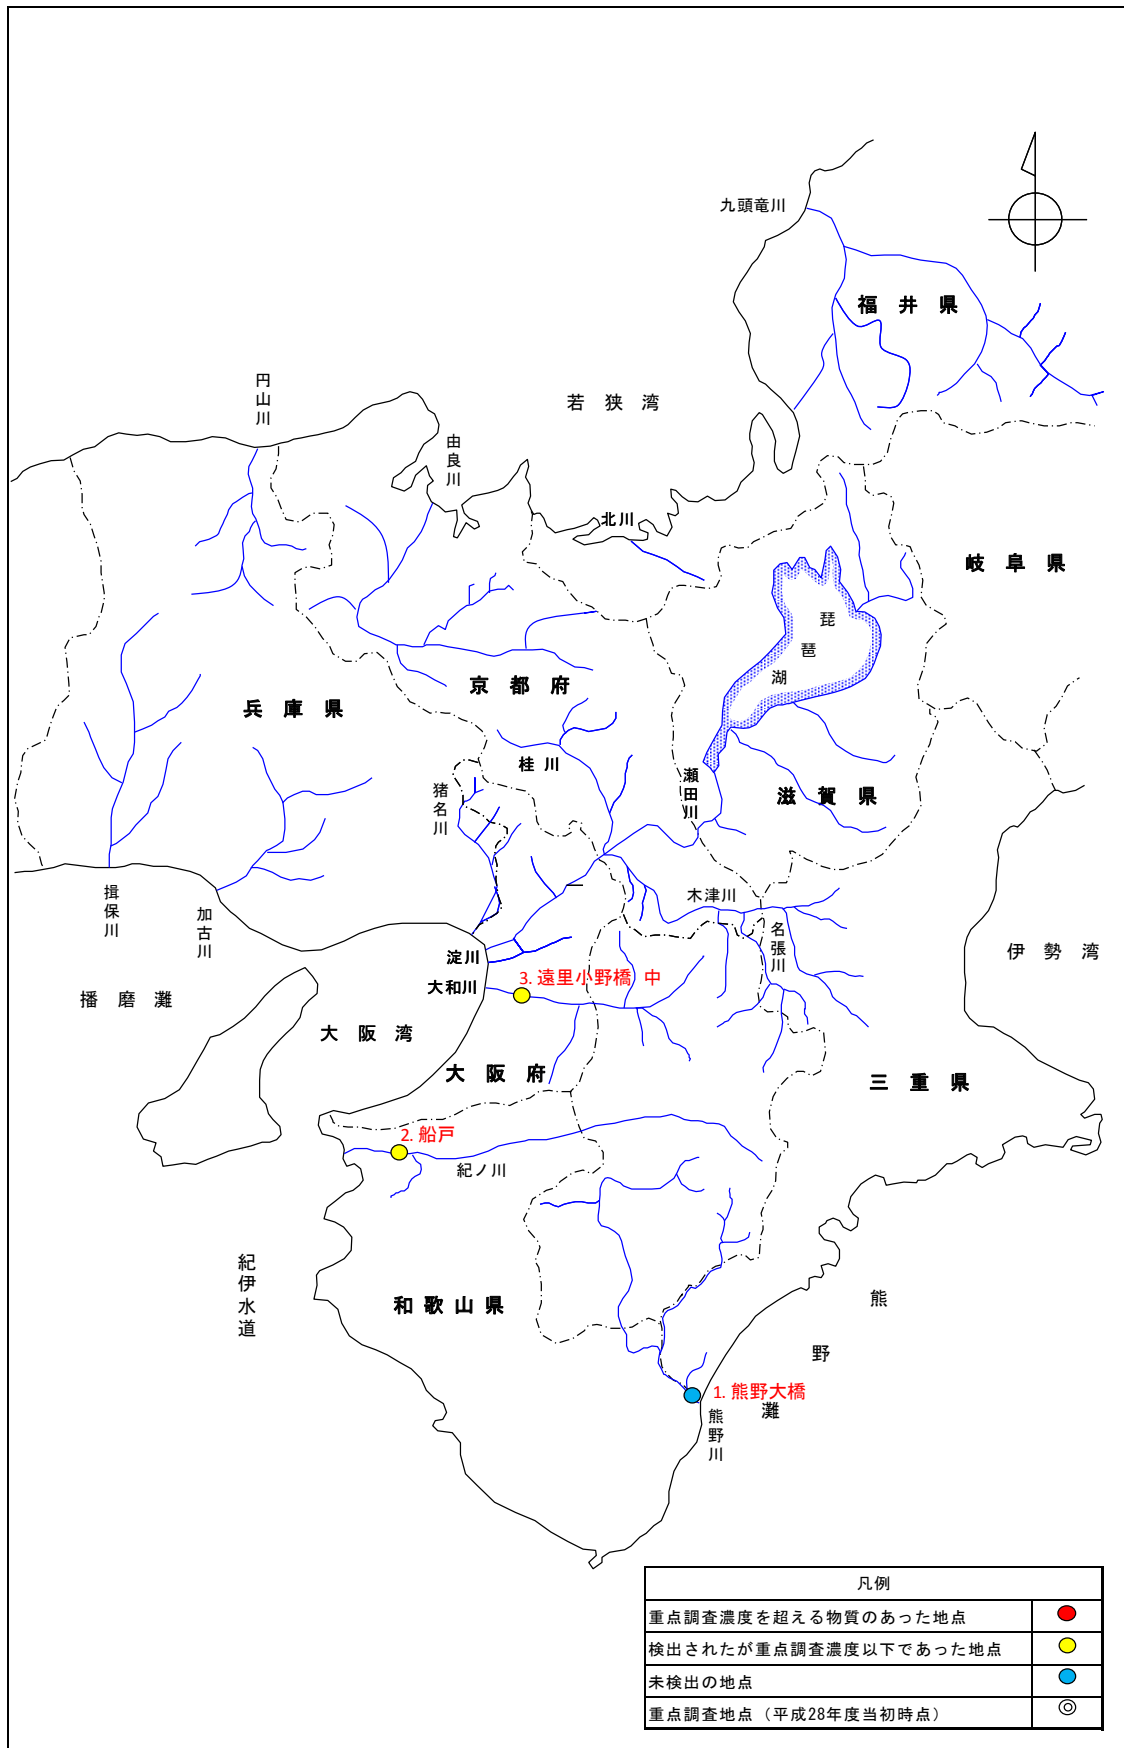 九頭竜川
福井県
円山川
若狭湾
由良川
北川
岐阜県
琵琶湖
京都府
兵庫県
桂川
瀬田川
猪名川
滋賀県
揖保川
加古川
木津川
名張川
伊勢湾
淀川
大和川
3. 遠里小野橋 中
播磨灘
大阪湾
大阪府
三重県
2. 船戸
紀ノ川
紀伊水道
和歌山県
熊野灘
1. 熊野大橋
熊野川
凡例
重点調査濃度を超える物質のあった地点
検出されたが重点調査濃度以下であった地点
未検出の地点
重点調査地点（平成28年度当初時点）